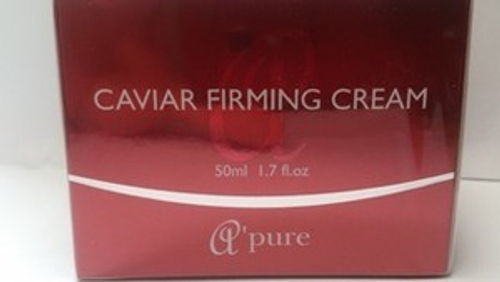 CAVIAR FIRMING CREAM
50ml 1.7 fl.oz
a'pure